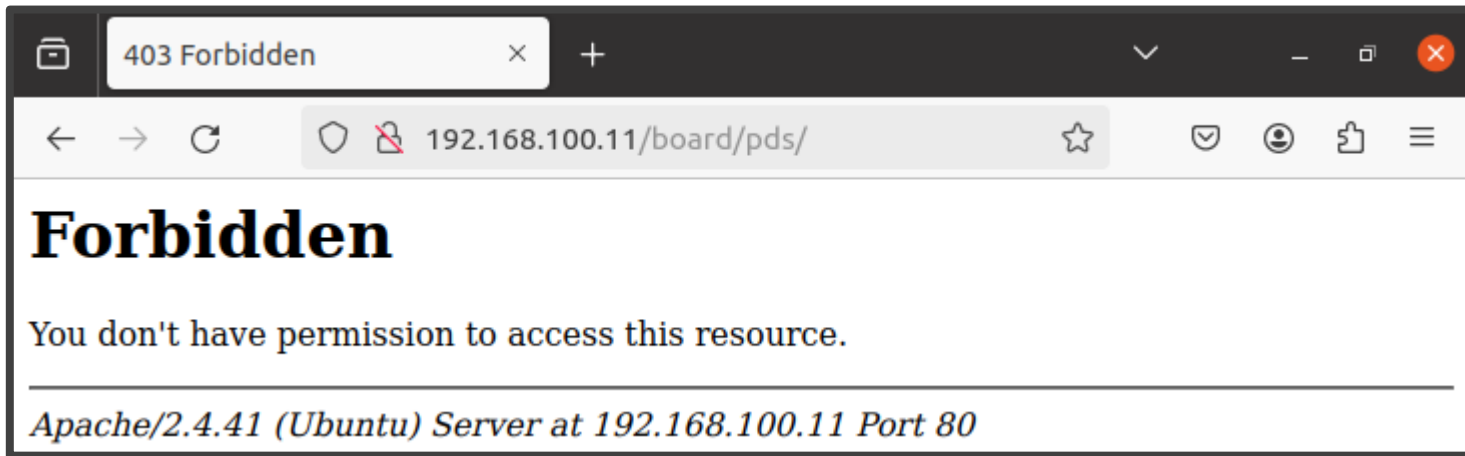 403 Forbidden
192.168.100.11/board/pds/
Forbidden
You don't have permission to access this resource.
Apache/2.4.41 (Ubuntu) Server at 192.168.100.11 Port 80